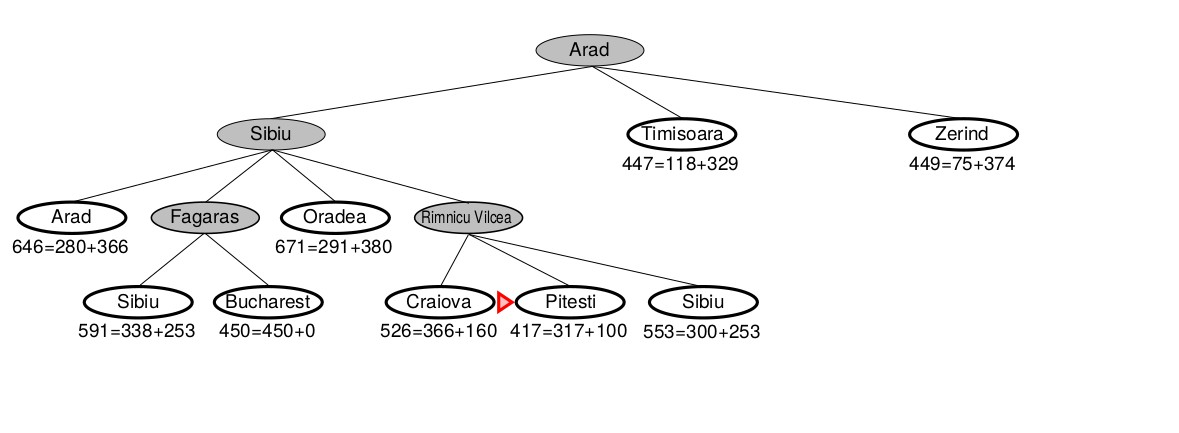 Arad
Sibiu Timisoara Zerind
447=118+329 449=75+374
Arad Fagaras Oradea Rimnicu Vilcea
646=280+366 671=291+380
Sibiu Bucharest Craiova Pitesti Sibiu
591=338+253 450=450+0 526=366+160 417=317+100 553=300+253